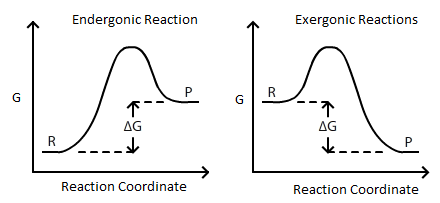 Endergonic Reaction
G
R
P
ΔG
Reaction Coordinate
Exergonic Reactions
G
R
ΔG
P
Reaction Coordinate